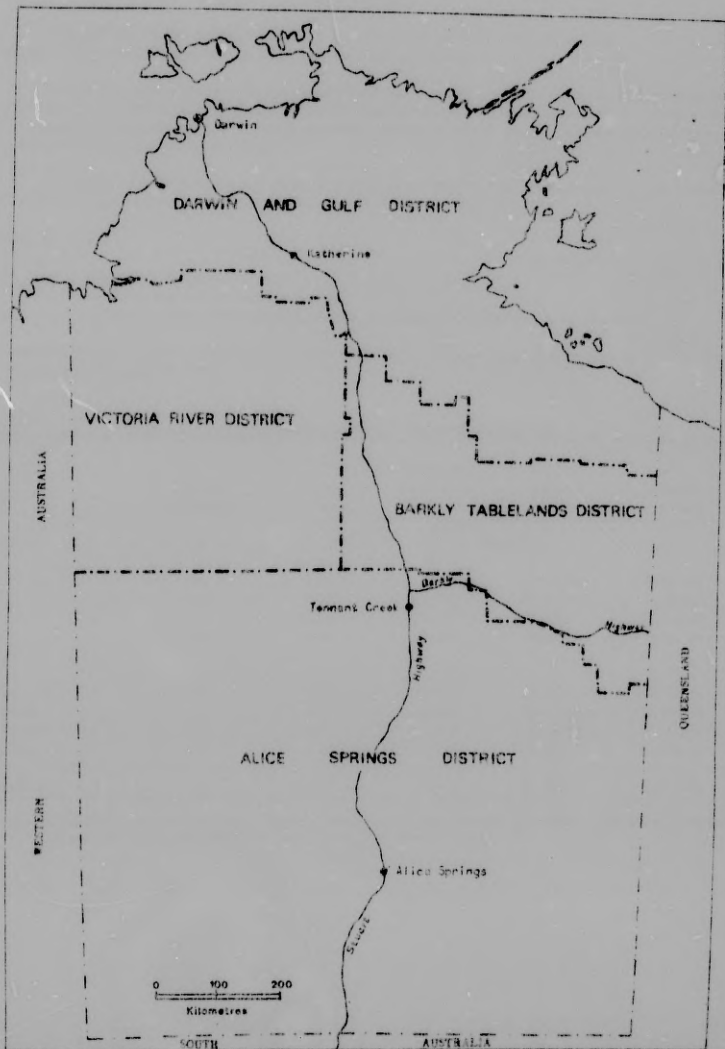 Darwin
DARWIN AND GULF DISTRICT
Katherine
VICTORIA RIVER DISTRICT
BARKLY TABLELANDS DISTRICT
Barkly
Highway
Tennant Creek
Highway
ALICE SPRINGS DISTRICT
Alice Springs
Stuart
WESTERN AUSTRALIA
QUEENSLAND
0 100 200
Kilometres
SOUTH AUSTRALIA